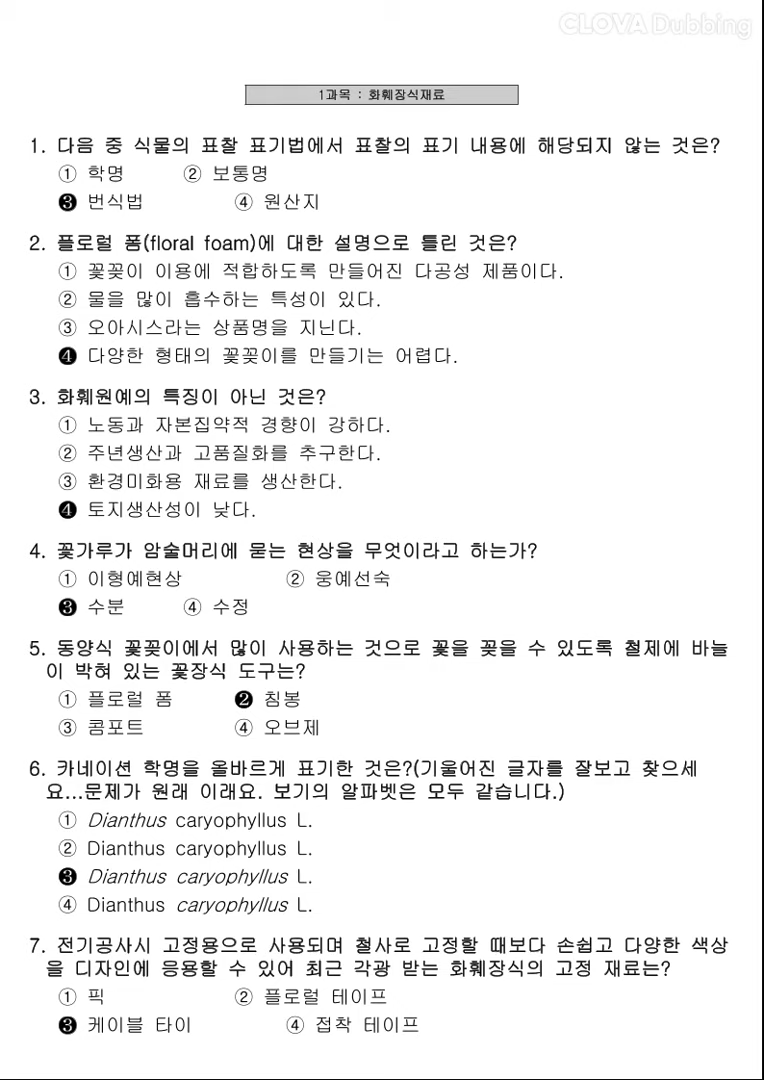 CLOVA Dubbing
1과목 : 화훼장식재료
1. 다음 중 식물의 표찰 표기법에서 표찰의 표기 내용에 해당되지 않는 것은?
① 학명 ② 보통명
❸ 번식법 ④ 원산지
2. 플로럴 폼(floral foam)에 대한 설명으로 틀린 것은?
① 꽃꽂이 이용에 적합하도록 만들어진 다공성 제품이다.
② 물을 많이 흡수하는 특성이 있다.
③ 오아시스라는 상품명을 지닌다.
❹ 다양한 형태의 꽃꽂이를 만들기는 어렵다.
3. 화훼원예의 특징이 아닌 것은?
① 노동과 자본집약적 경향이 강하다.
② 주년생산과 고품질화를 추구한다.
③ 환경미화용 재료를 생산한다.
❹ 토지생산성이 낮다.
4. 꽃가루가 암술머리에 묻는 현상을 무엇이라고 하는가?
① 이형예현상 ② 웅예선숙
❸ 수분 ④ 수정
5. 동양식 꽃꽂이에서 많이 사용하는 것으로 꽃을 꽂을 수 있도록 철제에 바늘
이 박혀 있는 꽃장식 도구는?
① 플로럴 폼 ❷ 침봉
③ 콤포트 ④ 오브제
6. 카네이션 학명을 올바르게 표기한 것은?(기울어진 글자를 잘보고 찾으세
요...문제가 원래 이래요. 보기의 알파벳은 모두 같습니다.)
① Dianthus caryophyllus L.
② Dianthus caryophyllus L.
❸ Dianthus caryophyllus L.
④ Dianthus caryophyllus L.
7. 전기공사시 고정용으로 사용되며 철사로 고정할 때보다 손쉽고 다양한 색상
을 디자인에 응용할 수 있어 최근 각광 받는 화훼장식의 고정 재료는?
① 픽 ② 플로럴 테이프
❸ 케이블 타이 ④ 접착 테이프